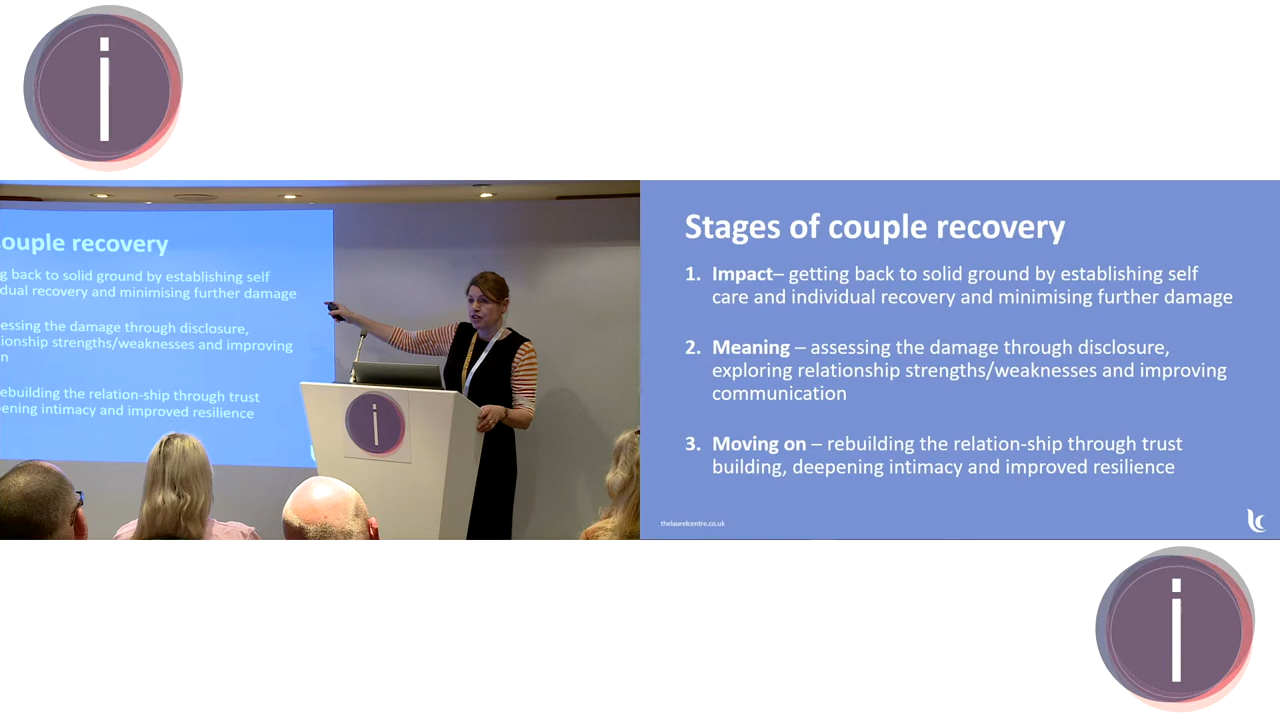 i
ouple recovery
g back to solid ground by establishing self
dual recovery and minimising further damage
essing the damage through disclosure,
ionship strengths/weaknesses and improving
n
ebuilding the relation-ship through trust
ening intimacy and improved resilience
i
Stages of couple recovery
1. Impact– getting back to solid ground by establishing self
care and individual recovery and minimising further damage
2. Meaning – assessing the damage through disclosure,
exploring relationship strengths/weaknesses and improving
communication
3. Moving on – rebuilding the relation-ship through trust
building, deepening intimacy and improved resilience
thelaurelcentre.co.uk
i